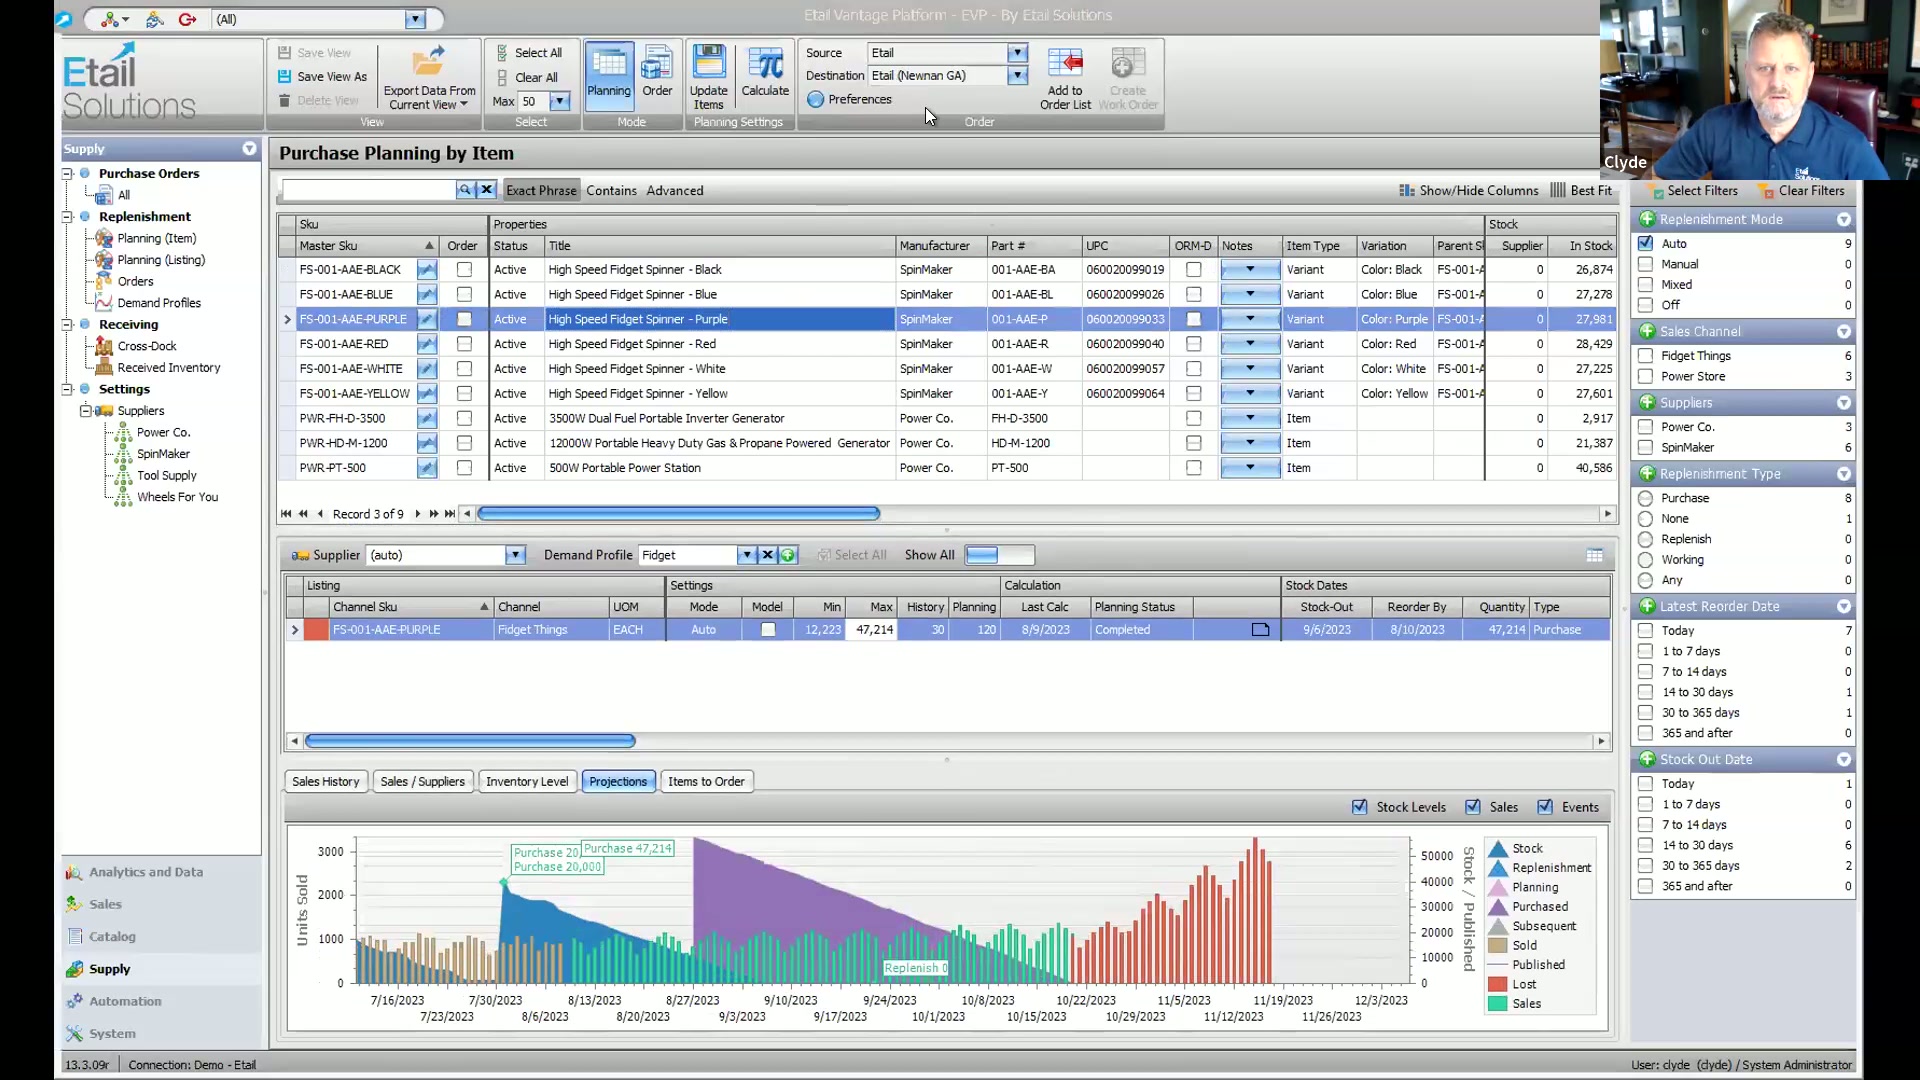 (All)
Etail Vantage Platform - EVP - By Etail Solutions
Etail
Solutions
Save View
Save View As
Delete View
Export Data From
Current View
View
Select All
Clear All
Max 50
Select
Planning
Order
Mode
Update
Items
Calculate
Planning Settings
Source Etail
Destination Etail (Newnan GA)
Preferences
Add to
Order List
Create
Work Order
Order
Clyde
Supply
Purchase Orders
All
Replenishment
Planning (Item)
Planning (Listing)
Orders
Demand Profiles
Receiving
Cross-Dock
Received Inventory
Settings
Suppliers
Power Co.
SpinMaker
Tool Supply
Wheels For You
Analytics and Data
Sales
Catalog
Supply
Automation
System
Purchase Planning by Item
Exact Phrase Contains Advanced
Show/Hide Columns Best Fit
Sku Properties Stock
Master Sku Order Status Title Manufacturer Part # UPC ORM-D Notes Item Type Variation Parent Sk Supplier In Stock
FS-001-AAE-BLACK Active High Speed Fidget Spinner - Black SpinMaker 001-AAE-BA 060020099019 Variant Color: Black FS-001-A 0 26,874
FS-001-AAE-BLUE Active High Speed Fidget Spinner - Blue SpinMaker 001-AAE-BL 060020099026 Variant Color: Blue FS-001-A 0 27,278
FS-001-AAE-PURPLE Active High Speed Fidget Spinner - Purple SpinMaker 001-AAE-P 060020099033 Variant Color: Purple FS-001-A 0 27,981
FS-001-AAE-RED Active High Speed Fidget Spinner - Red SpinMaker 001-AAE-R 060020099040 Variant Color: Red FS-001-A 0 28,429
FS-001-AAE-WHITE Active High Speed Fidget Spinner - White SpinMaker 001-AAE-W 060020099057 Variant Color: White FS-001-A 0 27,225
FS-001-AAE-YELLOW Active High Speed Fidget Spinner - Yellow SpinMaker 001-AAE-Y 060020099064 Variant Color: Yellow FS-001-A 0 27,601
PWR-FH-D-3500 Active 3500W Dual Fuel Portable Inverter Generator Power Co. FH-D-3500 Item 0 2,917
PWR-HD-M-1200 Active 12000W Portable Heavy Duty Gas & Propane Powered Generator Power Co. HD-M-1200 Item 0 21,387
PWR-PT-500 Active 500W Portable Power Station Power Co. PT-500 Item 0 40,586
Record 3 of 9
Supplier (auto) Demand Profile Fidget Select All Show All
Listing Settings Calculation Stock Dates
Channel Sku Channel UOM Mode Model Min Max History Planning Last Calc Planning Status Stock-Out Reorder By Quantity Type
FS-001-AAE-PURPLE Fidget Things EACH Auto 12,223 47,214 30 120 8/9/2023 Completed 9/6/2023 8/10/2023 47,214 Purchase
Sales History Sales / Suppliers Inventory Level Projections Items to Order
Stock Levels Sales Events
Units Sold
3000
2000
1000
0
Purchase 20,
Purchase 47,214
Purchase 20,000
Replenish 0
50000
40000
30000
20000
10000
0
Stock / Published
7/16/2023 7/30/2023 8/13/2023 8/27/2023 9/10/2023 9/24/2023 10/8/2023 10/22/2023 11/5/2023 11/19/2023 12/3/2023
7/23/2023 8/6/2023 8/20/2023 9/3/2023 9/17/2023 10/1/2023 10/15/2023 10/29/2023 11/12/2023 11/26/2023
Stock
Replenishment
Planning
Purchased
Subsequent
Sold
Published
Lost
Sales
Select Filters Clear Filters
Replenishment Mode
Auto 9
Manual 0
Mixed 0
Off 0
Sales Channel
Fidget Things 6
Power Store 3
Suppliers
Power Co. 3
SpinMaker 6
Replenishment Type
Purchase 8
None 1
Replenish 0
Working 0
Any 0
Latest Reorder Date
Today 7
1 to 7 days 0
7 to 14 days 0
14 to 30 days 1
30 to 365 days 1
365 and after 0
Stock Out Date
Today 1
1 to 7 days 0
7 to 14 days 0
14 to 30 days 6
30 to 365 days 2
365 and after 0
13.3.09r Connection: Demo - Etail
User: clyde (clyde) / System Administrator